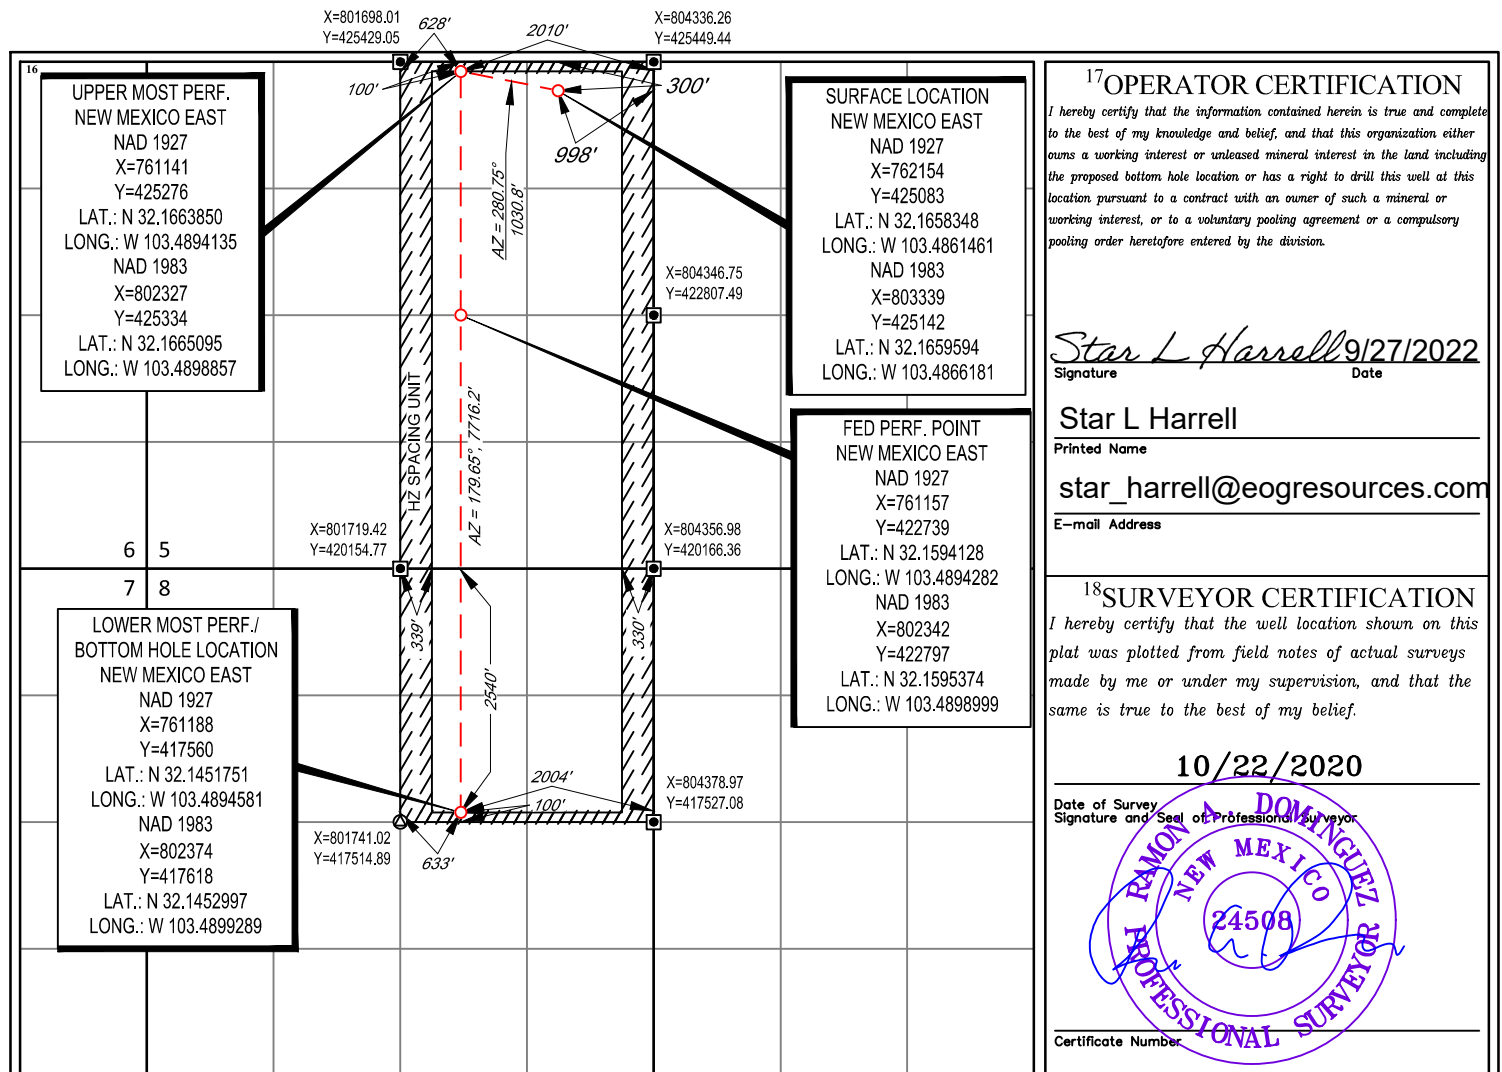 X=801698.01
Y=425429.05
628'
2010'
X=804336.26
Y=425449.44
16
100'
300'
998'
AZ = 280.75°
1030.8'
UPPER MOST PERF.
NEW MEXICO EAST
NAD 1927
X=761141
Y=425276
LAT.: N 32.1663850
LONG.: W 103.4894135
NAD 1983
X=802327
Y=425334
LAT.: N 32.1665095
LONG.: W 103.4898857
SURFACE LOCATION
NEW MEXICO EAST
NAD 1927
X=762154
Y=425083
LAT.: N 32.1658348
LONG.: W 103.4861461
NAD 1983
X=803339
Y=425142
LAT.: N 32.1659594
LONG.: W 103.4866181
X=804346.75
Y=422807.49
HZ SPACING UNIT
AZ = 179.65°, 7716.2'
FED PERF. POINT
NEW MEXICO EAST
NAD 1927
X=761157
Y=422739
LAT.: N 32.1594128
LONG.: W 103.4894282
NAD 1983
X=802342
Y=422797
LAT.: N 32.1595374
LONG.: W 103.4898999
X=801719.42
Y=420154.77
X=804356.98
Y=420166.36
6 5
7 8
339'
330'
2540'
LOWER MOST PERF./
BOTTOM HOLE LOCATION
NEW MEXICO EAST
NAD 1927
X=761188
Y=417560
LAT.: N 32.1451751
LONG.: W 103.4894581
NAD 1983
X=802374
Y=417618
LAT.: N 32.1452997
LONG.: W 103.4899289
2004'
100'
X=804378.97
Y=417527.08
X=801741.02
Y=417514.89
633'
17OPERATOR CERTIFICATION
I hereby certify that the information contained herein is true and complete
to the best of my knowledge and belief, and that this organization either
owns a working interest or unleased mineral interest in the land including
the proposed bottom hole location or has a right to drill this well at this
location pursuant to a contract with an owner of such a mineral or
working interest, or to a voluntary pooling agreement or a compulsory
pooling order heretofore entered by the division.
Star L Harrell 9/27/2022
Signature Date
Star L Harrell
Printed Name
star_harrell@eogresources.com
E-mail Address
18SURVEYOR CERTIFICATION
I hereby certify that the well location shown on this
plat was plotted from field notes of actual surveys
made by me or under my supervision, and that the
same is true to the best of my belief.
10/22/2020
Date of Survey
Signature and Seal of Professional Surveyor
RAMON A. DOMINGUEZ
NEW MEXICO
24508
PROFESSIONAL SURVEYOR
Certificate Number